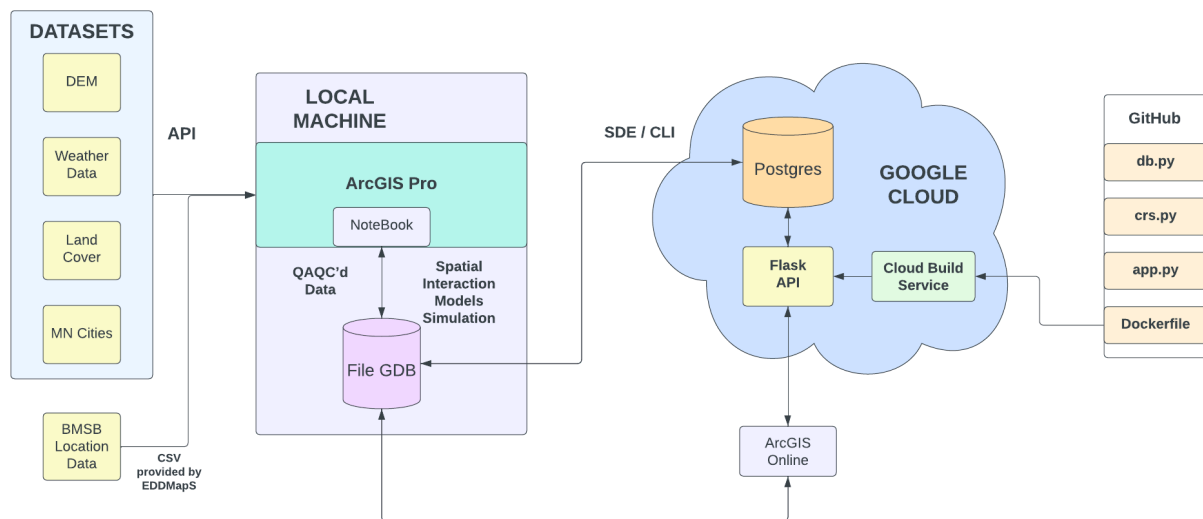 DATASETS
DEM
Weather
Data
Land
Cover
MN Cities
BMSB
Location
Data
API
CSV
provided by
EDDMapS
LOCAL
MACHINE
ArcGIS Pro
NoteBook
QAQC'd
Data
Spatial
Interaction
Models
Simulation
File GDB
SDE / CLI
Postgres
GOOGLE
CLOUD
Flask
API
Cloud Build
Service
ArcGIS
Online
GitHub
db.py
crs.py
app.py
Dockerfile